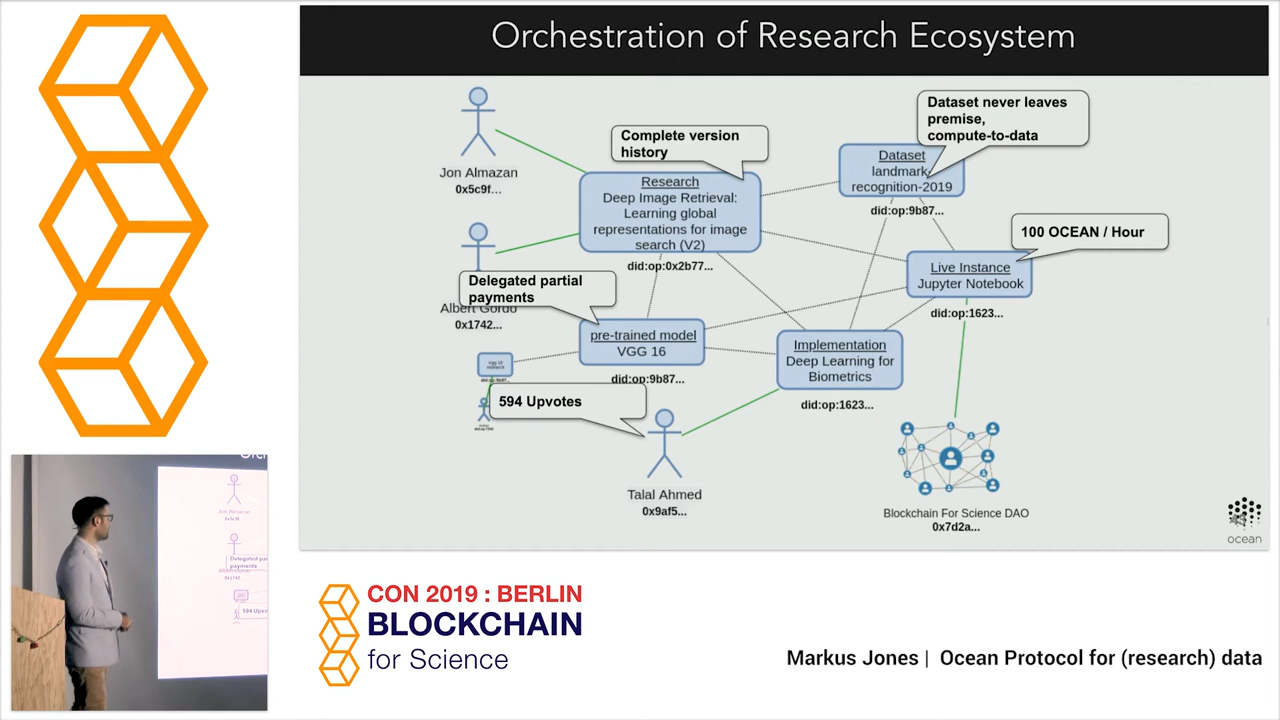 Orchestration of Research Ecosystem
Jon Almazan
0x5c9f...
Complete version
history
Dataset never leaves
premise,
compute-to-data
Research
Deep Image Retrieval:
Learning global
representations for image
search (V2)
did:op:0x2b77...
Dataset
landmark-
recognition-2019
did:op:9b87...
100 OCEAN / Hour
Live Instance
Jupyter Notebook
did:op:1623...
Delegated partial
payments
Albert Gordo
0x1742...
pre-trained model
VGG 16
did:op:9b87...
Implementation
Deep Learning for
Biometrics
did:op:1623...
594 Upvotes
Talal Ahmed
0x9af5...
Blockchain For Science DAO
0x7d2a...
ocean
Jon Almazan
Delegated
payments
CON 2019 : BERLIN
BLOCKCHAIN
for Science
Markus Jones | Ocean Protocol for (research) data